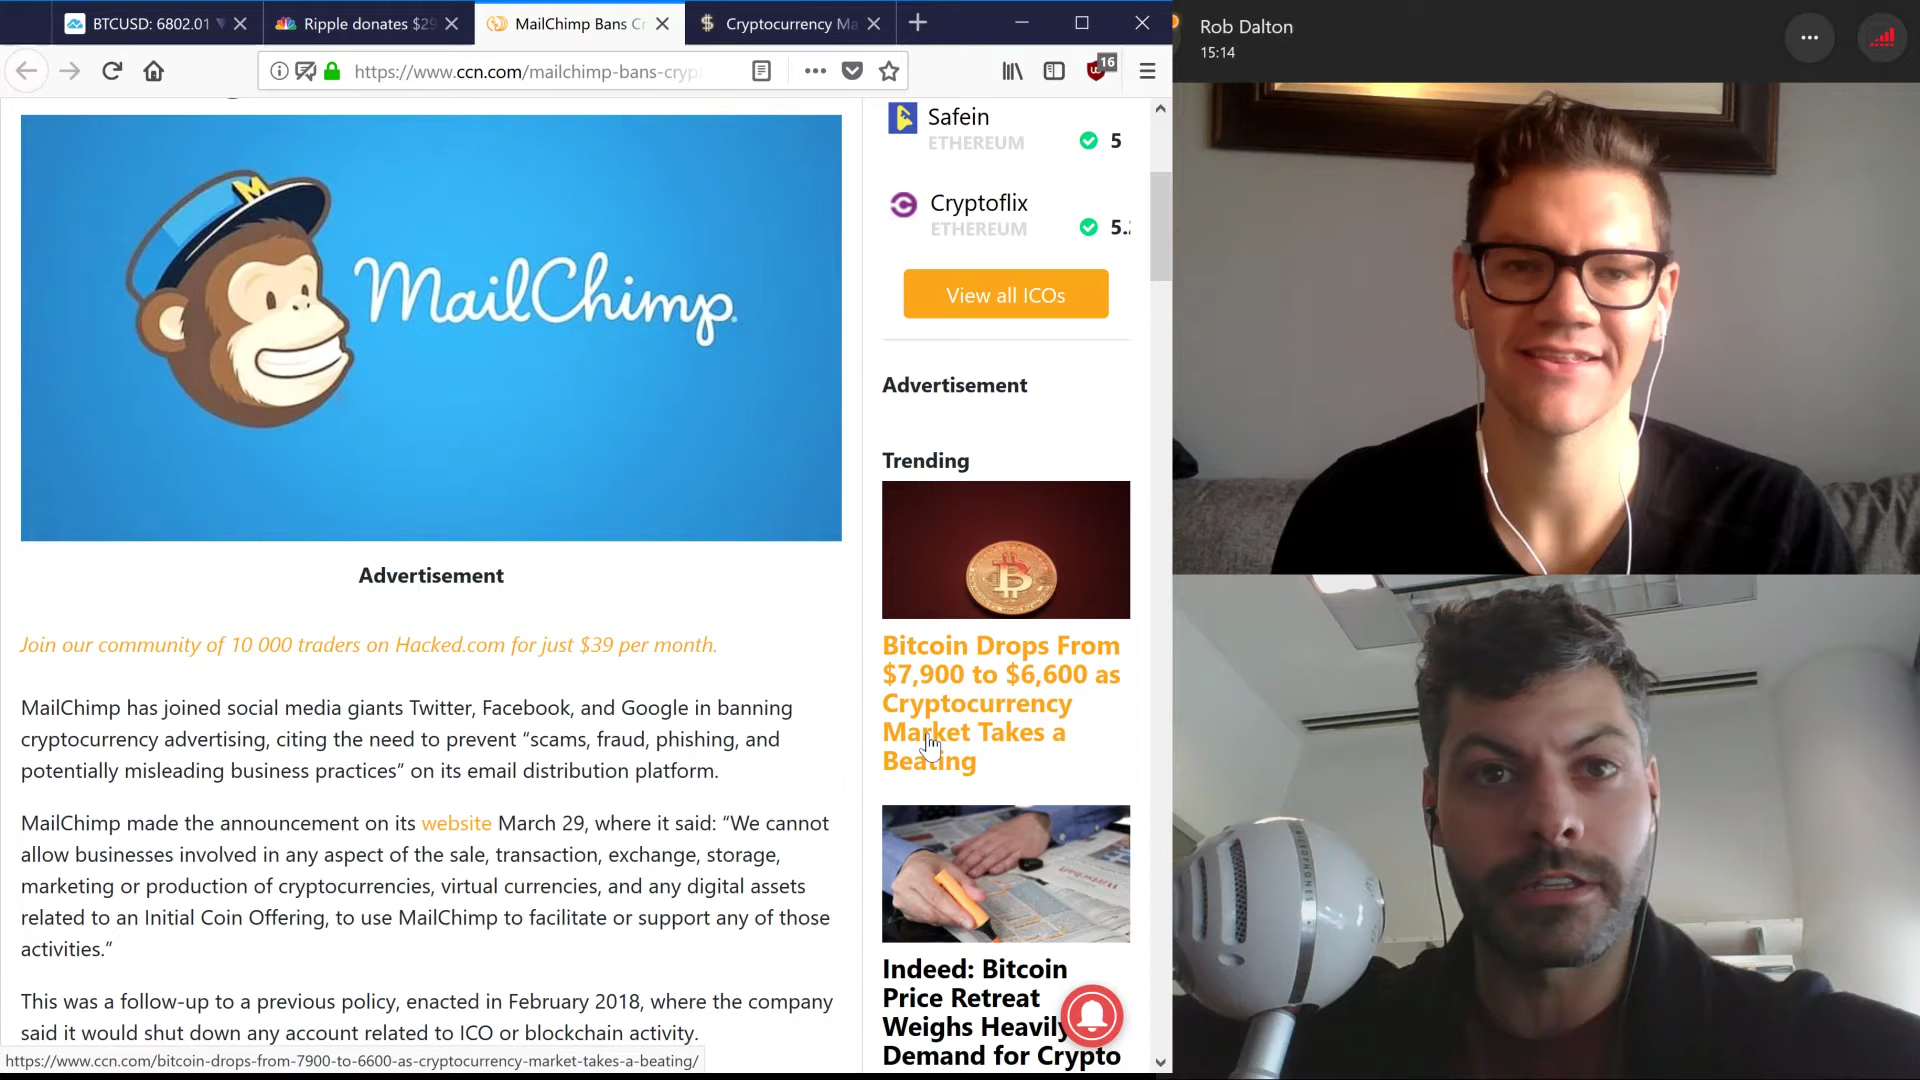 BTCUSD: 6802.01
Ripple donates $29
MailChimp Bans Cr
Cryptocurrency Ma
https://www.ccn.com/mailchimp-bans-cryp
16
M
MailChimp
Advertisement
Join our community of 10 000 traders on Hacked.com for just $39 per month.
MailChimp has joined social media giants Twitter, Facebook, and Google in banning
cryptocurrency advertising, citing the need to prevent “scams, fraud, phishing, and
potentially misleading business practices” on its email distribution platform.
MailChimp made the announcement on its website March 29, where it said: “We cannot
allow businesses involved in any aspect of the sale, transaction, exchange, storage,
marketing or production of cryptocurrencies, virtual currencies, and any digital assets
related to an Initial Coin Offering, to use MailChimp to facilitate or support any of those
activities.”
This was a follow-up to a previous policy, enacted in February 2018, where the company
said it would shut down any account related to ICO or blockchain activity.
https://www.ccn.com/bitcoin-drops-from-7900-to-6600-as-cryptocurrency-market-takes-a-beating/
Safein
ETHEREUM
5
Cryptoflix
ETHEREUM
5.
View all ICOs
Advertisement
Trending
Bitcoin Drops From
$7,900 to $6,600 as
Cryptocurrency
Market Takes a
Beating
Indeed: Bitcoin
Price Retreat
Weighs Heavily
Demand for Crypto
Rob Dalton
15:14